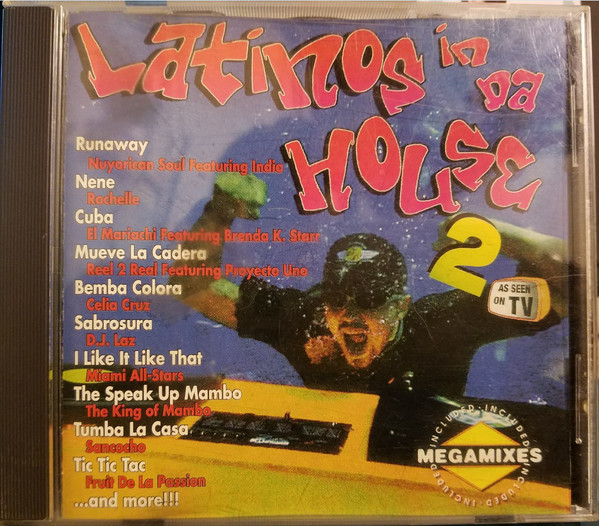 Latinos in
Da
House
2
AS SEEN
ON TV
Runaway
Nuyorican Soul Featuring India
Nene
Rochelle
Cuba
El Mariachi Featuring Brenda K. Starr
Mueve La Cadera
Reel 2 Real Featuring Proyecto Uno
Bemba Colora
Celia Cruz
Sabrosura
D.J. Laz
I Like It Like That
Miami All-Stars
The Speak Up Mambo
The King of Mambo
Tumba La Casa
Sancocho
Tic Tic Tac
Fruit De La Passion
...and more!!!
INCLUDED · INCLUDED · INCLUDED · INCLUDED ·
MEGAMIXES